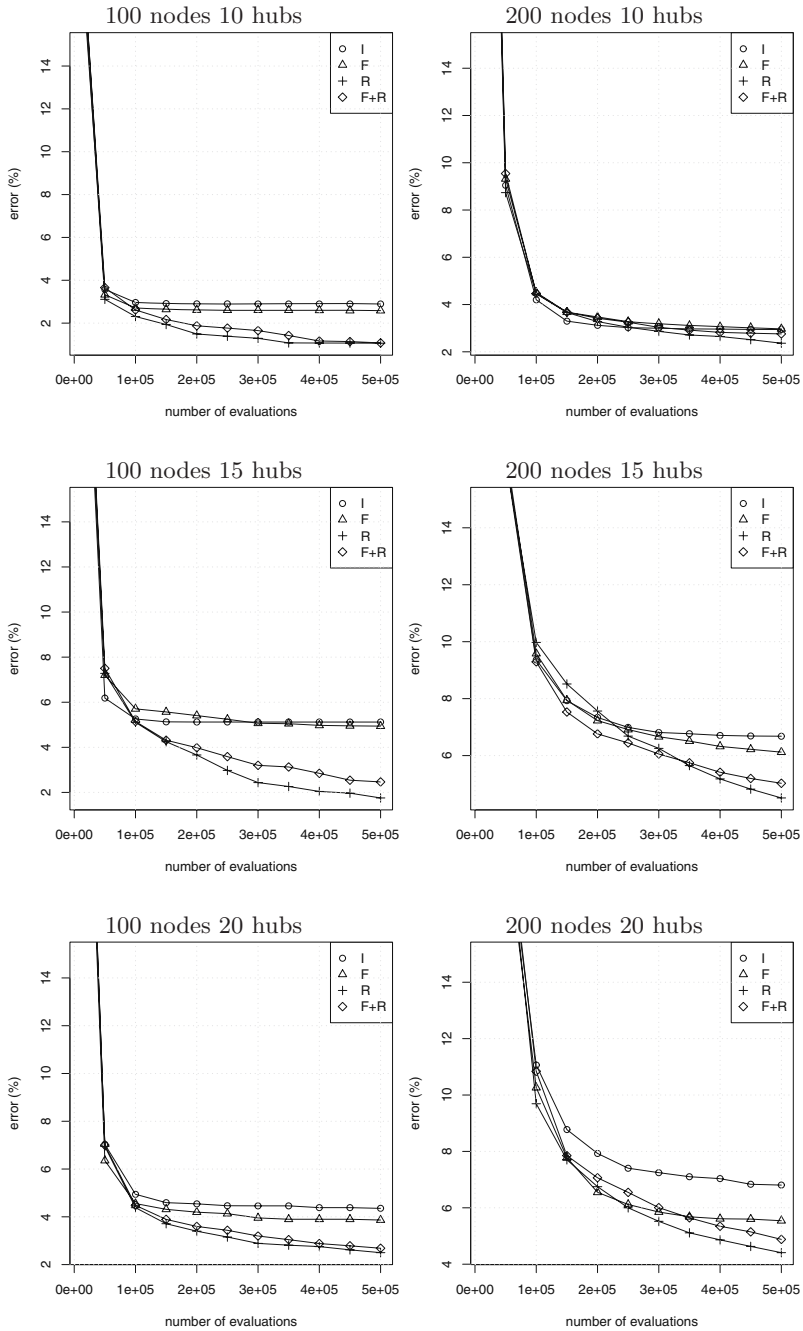 100 nodes 10 hubs
I
F
R
F+R
error (%)
14
12
10
8
6
4
2
0e+00 1e+05 2e+05 3e+05 4e+05 5e+05
number of evaluations
200 nodes 10 hubs
I
F
R
F+R
error (%)
14
12
10
8
6
4
2
0e+00 1e+05 2e+05 3e+05 4e+05 5e+05
number of evaluations
100 nodes 15 hubs
I
F
R
F+R
error (%)
14
12
10
8
6
4
2
0e+00 1e+05 2e+05 3e+05 4e+05 5e+05
number of evaluations
200 nodes 15 hubs
I
F
R
F+R
error (%)
14
12
10
8
6
0e+00 1e+05 2e+05 3e+05 4e+05 5e+05
number of evaluations
100 nodes 20 hubs
I
F
R
F+R
error (%)
14
12
10
8
6
4
2
0e+00 1e+05 2e+05 3e+05 4e+05 5e+05
number of evaluations
200 nodes 20 hubs
I
F
R
F+R
error (%)
14
12
10
8
6
4
0e+00 1e+05 2e+05 3e+05 4e+05 5e+05
number of evaluations